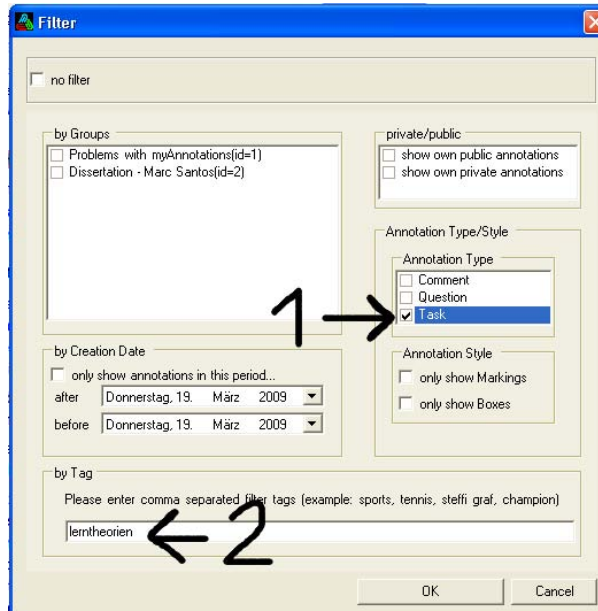 Filter
no filter
by Groups
Problems with myAnnotations(id=1)
Dissertation - Marc Santos(id=2)
private/public
show own public annotations
show own private annotations
Annotation Type/Style
Annotation Type
Comment
Question
Task
1
by Creation Date
only show annotations in this period...
after Donnerstag, 19. März 2009
before Donnerstag, 19. März 2009
Annotation Style
only show Markings
only show Boxes
by Tag
Please enter comma separated filter tags (example: sports, tennis, steffi graf, champion)
lerntheorien
2
OK Cancel